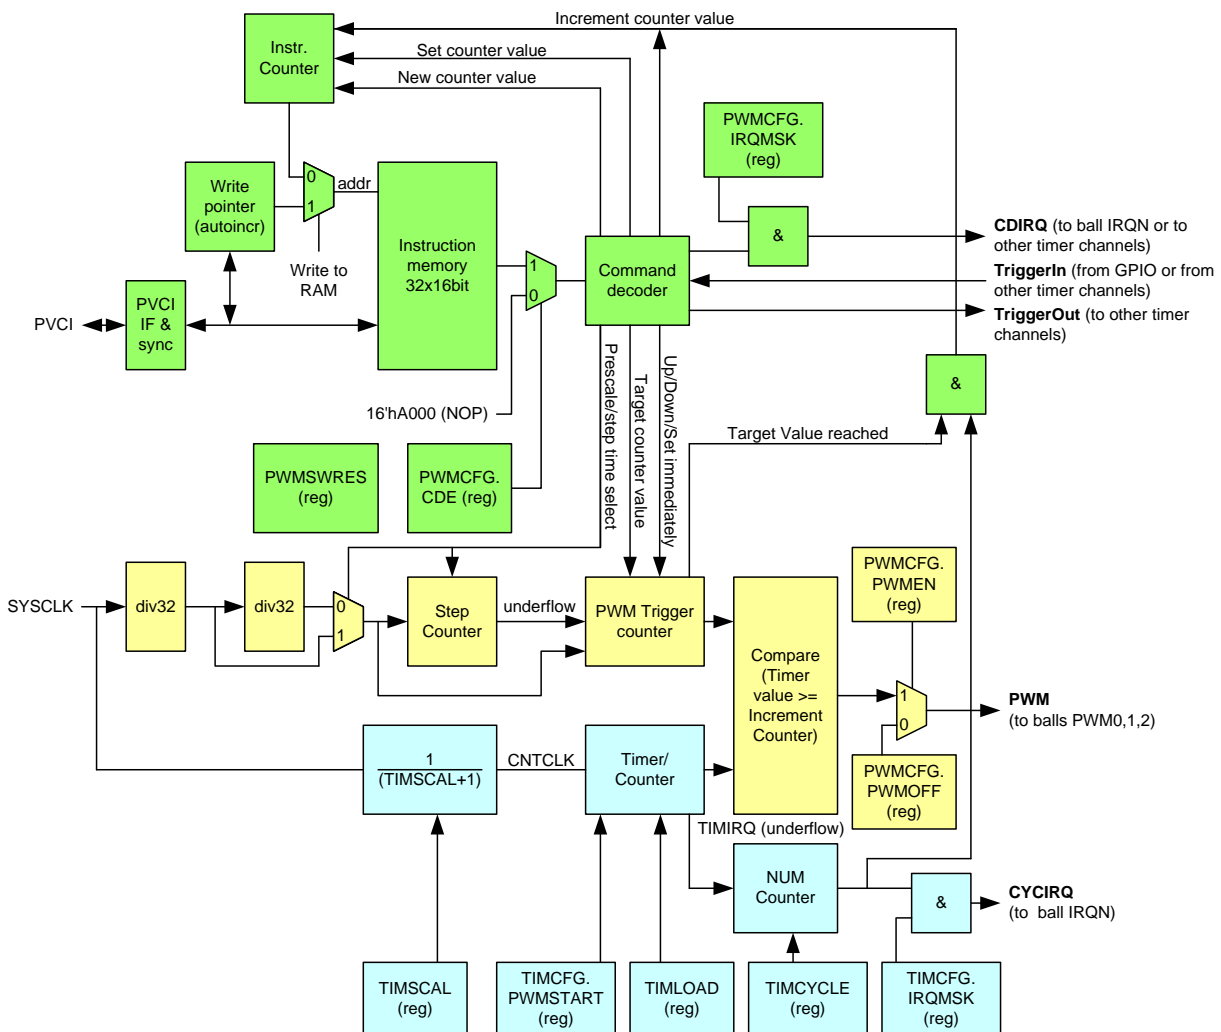 Increment counter value
Instr.
Counter
Set counter value
New counter value
PWMCFG.
IRQMSK
(reg)
Write
pointer
(autoincr)
0
1
addr
Instruction
memory
32x16bit
Write to
RAM
1
0
Command
decoder
&
CDIRQ (to ball IRQN or to
other timer channels)
TriggerIn (from GPIO or from
other timer channels)
TriggerOut (to other timer
channels)
PVCI
PVCI
IF &
sync
16'hA000 (NOP)
Prescale/step time select
Target counter value
Up/Down/Set immediately
&
Target Value reached
PWMSWRES
(reg)
PWMCFG.
CDE (reg)
SYSCLK
div32
div32
0
1
Step
Counter
underflow
PWM Trigger
counter
Compare
(Timer
value >=
Increment
Counter)
PWMCFG.
PWMEN
(reg)
1
0
PWM
(to balls PWM0,1,2)
PWMCFG.
PWMOFF
(reg)
1
(TIMSCAL+1)
CNTCLK
Timer/
Counter
TIMIRQ (underflow)
NUM
Counter
&
CYCIRQ
(to ball IRQN)
TIMSCAL
(reg)
TIMCFG.
PWMSTART
(reg)
TIMLOAD
(reg)
TIMCYCLE
(reg)
TIMCFG.
IRQMSK
(reg)